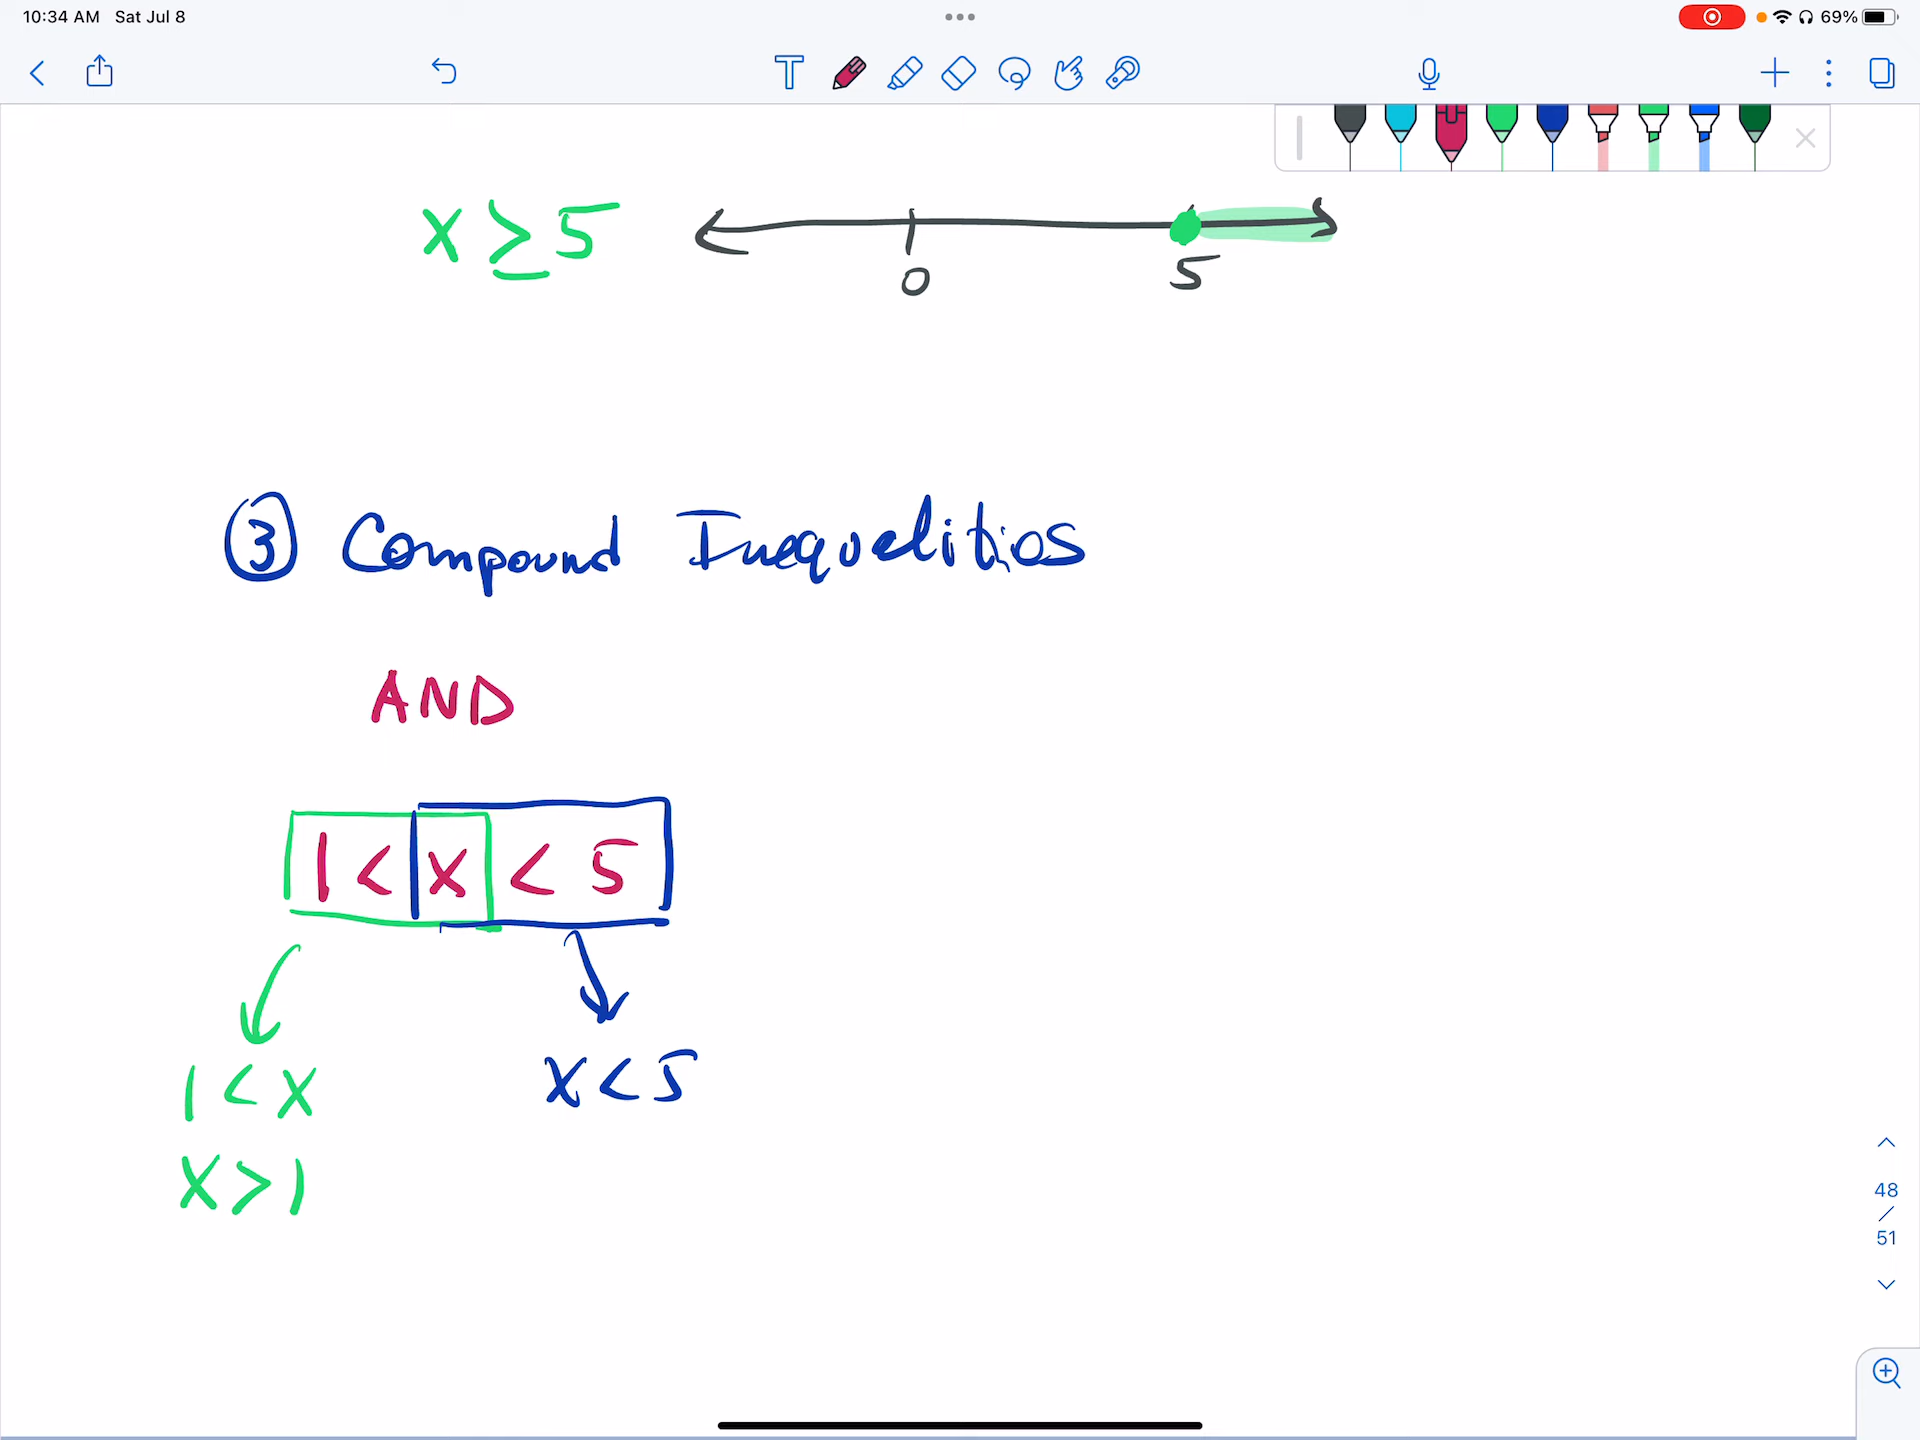 10:34 AM Sat Jul 8
69%
T
x ≥ 5
0 5
③ Compound Inequalities
AND
1 < x < 5
1 < x
x < 5
x > 1
48
/
51